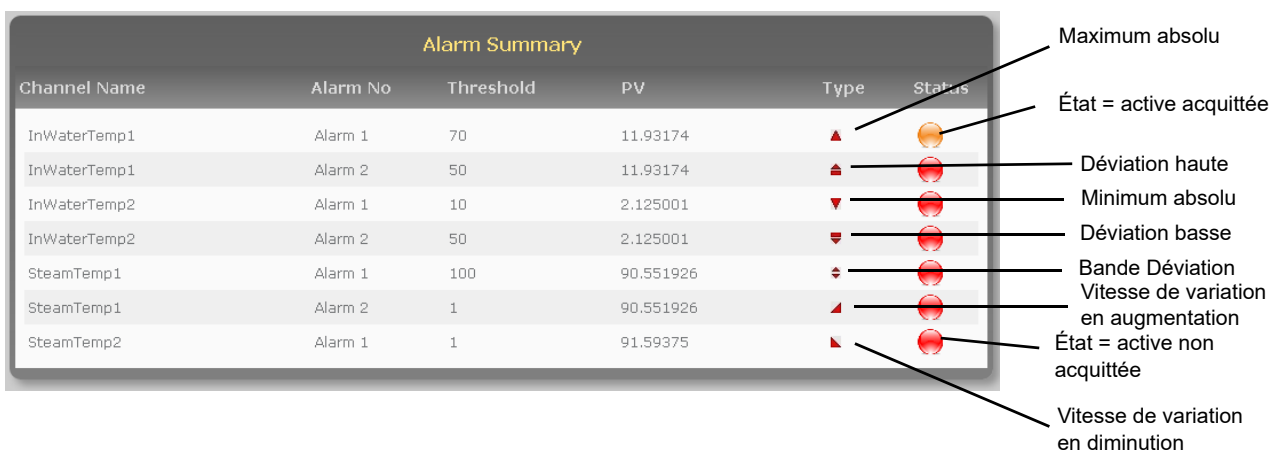 Alarm Summary
Channel Name Alarm No Threshold PV Type Status
InWaterTemp1 Alarm 1 70 11.93174
InWaterTemp1 Alarm 2 50 11.93174
InWaterTemp2 Alarm 1 10 2.125001
InWaterTemp2 Alarm 2 50 2.125001
SteamTemp1 Alarm 1 100 90.551926
SteamTemp1 Alarm 2 1 90.551926
SteamTemp2 Alarm 1 1 91.59375
Maximum absolu
État = active acquittée
Déviation haute
Minimum absolu
Déviation basse
Bande Déviation
Vitesse de variation
en augmentation
État = active non
acquittée
Vitesse de variation
en diminution